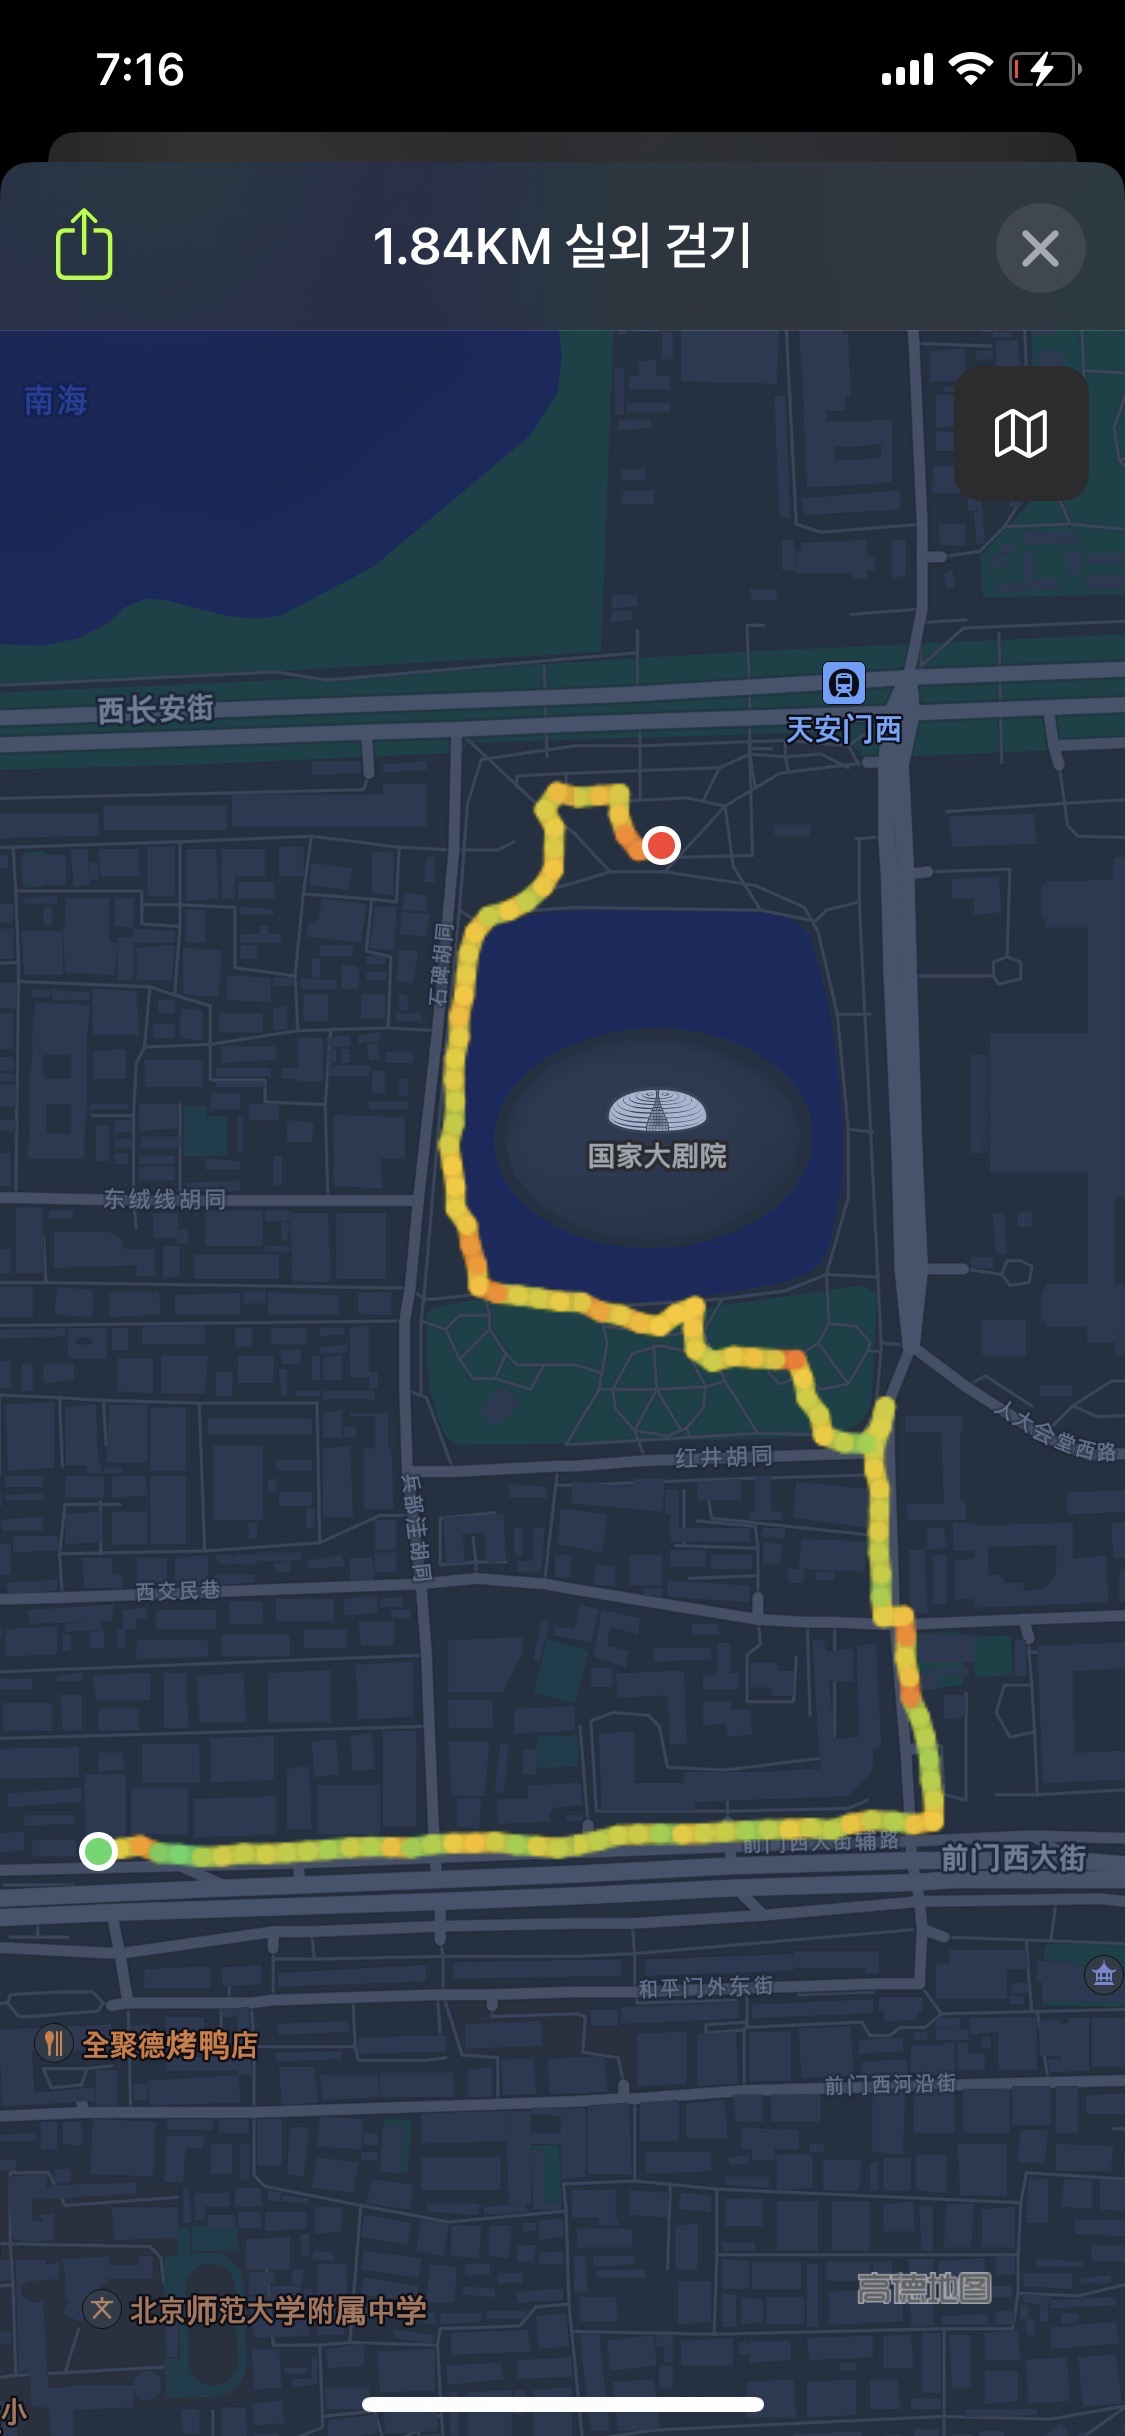 7:16
1.84KM 실외 걷기
南海
西长安街
天安门西
石碑胡同
国家大剧院
东绒线胡同
人大会堂西路
红井胡同
兵部洼胡同
西交民巷
前门西大街辅路
前门西大街
和平门外东街
全聚德烤鸭店
前门西河沿街
高德地图
文
北京师范大学附属中学
小